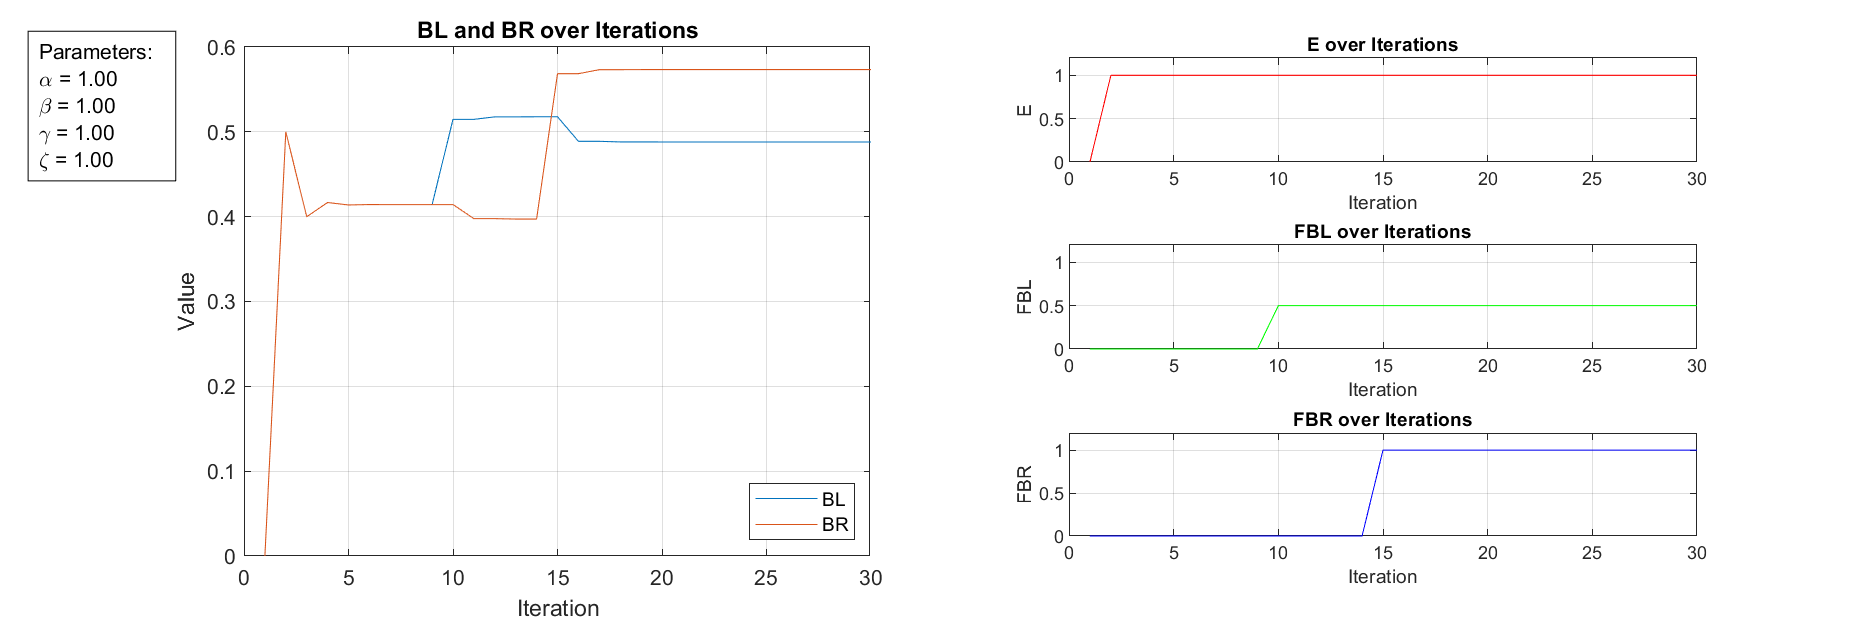 Parameters:
α = 1.00
β = 1.00
γ = 1.00
ζ = 1.00
BL and BR over Iterations
0.6
0.5
0.4
0.3
0.2
0.1
0
Value
0 5 10 15 20 25 30
Iteration
BL
BR
E over Iterations
1
0.5
0
E
0 5 10 15 20 25 30
Iteration
FBL over Iterations
1
0.5
0
FBL
0 5 10 15 20 25 30
Iteration
FBR over Iterations
1
0.5
0
FBR
0 5 10 15 20 25 30
Iteration